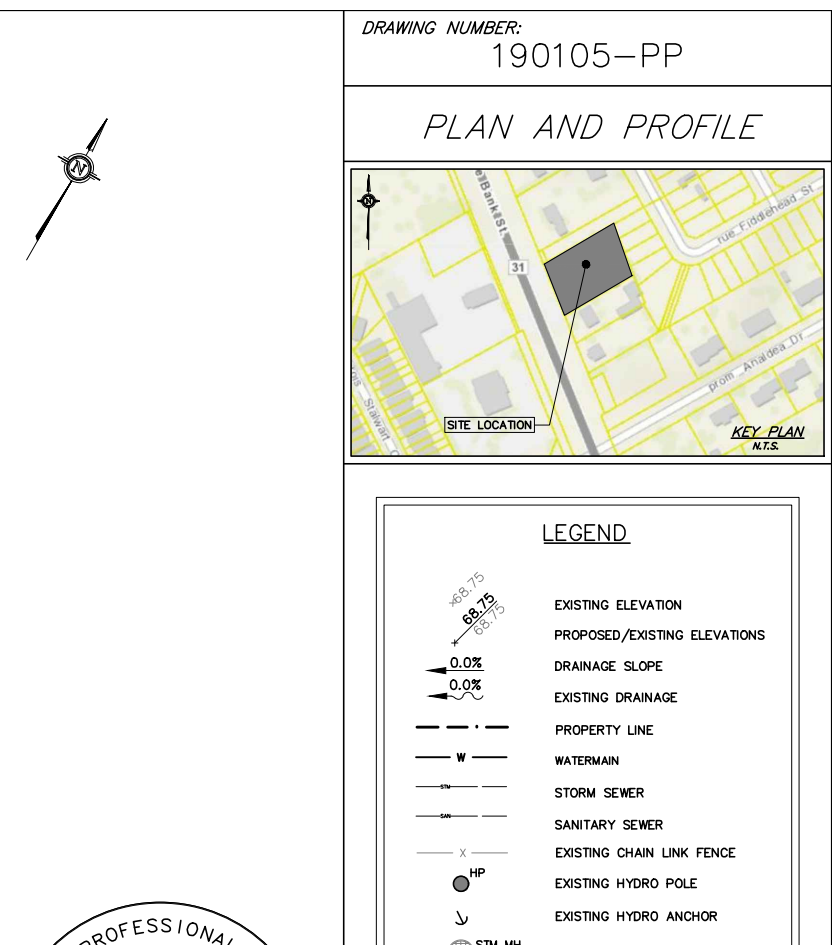 DRAWING NUMBER:
190105-PP
PLAN AND PROFILE
N
N
Bank St.
31
rue Fiddlehead St
prom Analdea Dr
Stalwart
SITE LOCATION
KEY PLAN
N.T.S.
LEGEND
×68.75
EXISTING ELEVATION
68.75
68.75
PROPOSED/EXISTING ELEVATIONS
0.0%
DRAINAGE SLOPE
0.0%
EXISTING DRAINAGE
PROPERTY LINE
W
WATERMAIN
STM
STORM SEWER
SAN
SANITARY SEWER
X
EXISTING CHAIN LINK FENCE
HP
EXISTING HYDRO POLE
EXISTING HYDRO ANCHOR
STM MH
PROFESSIONAL